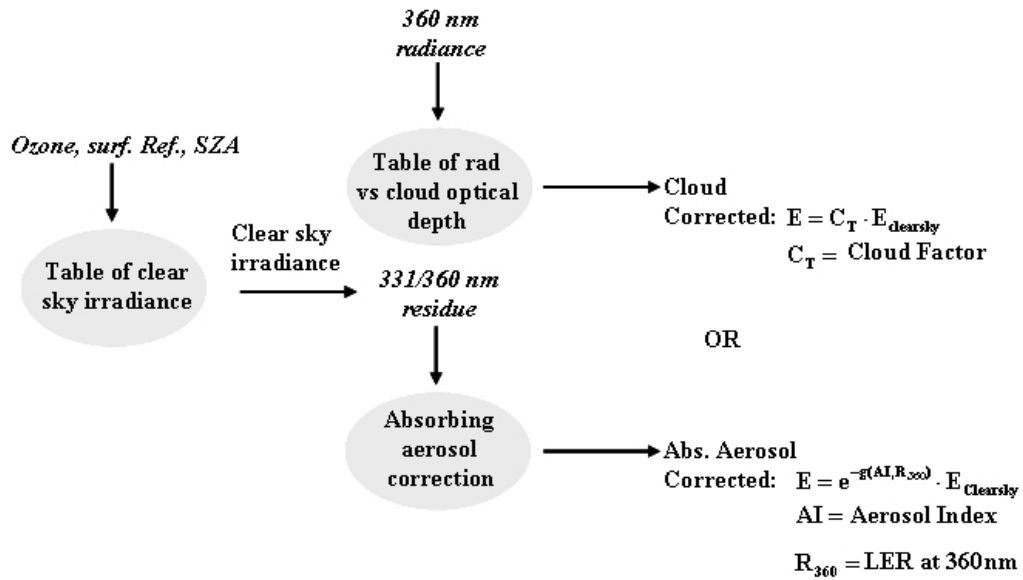 360 nm
radiance
Ozone, surf. Ref., SZA
Table of rad
vs cloud optical
depth
Cloud
Corrected: E = C_T · E_clearsky
C_T = Cloud Factor
Table of clear
sky irradiance
Clear sky
irradiance
331/360 nm
residue
OR
Absorbing
aerosol
correction
Abs. Aerosol
Corrected: E = e^{-g(AI,R_360)} · E_Clearsky
AI = Aerosol Index
R_360 = LER at 360nm